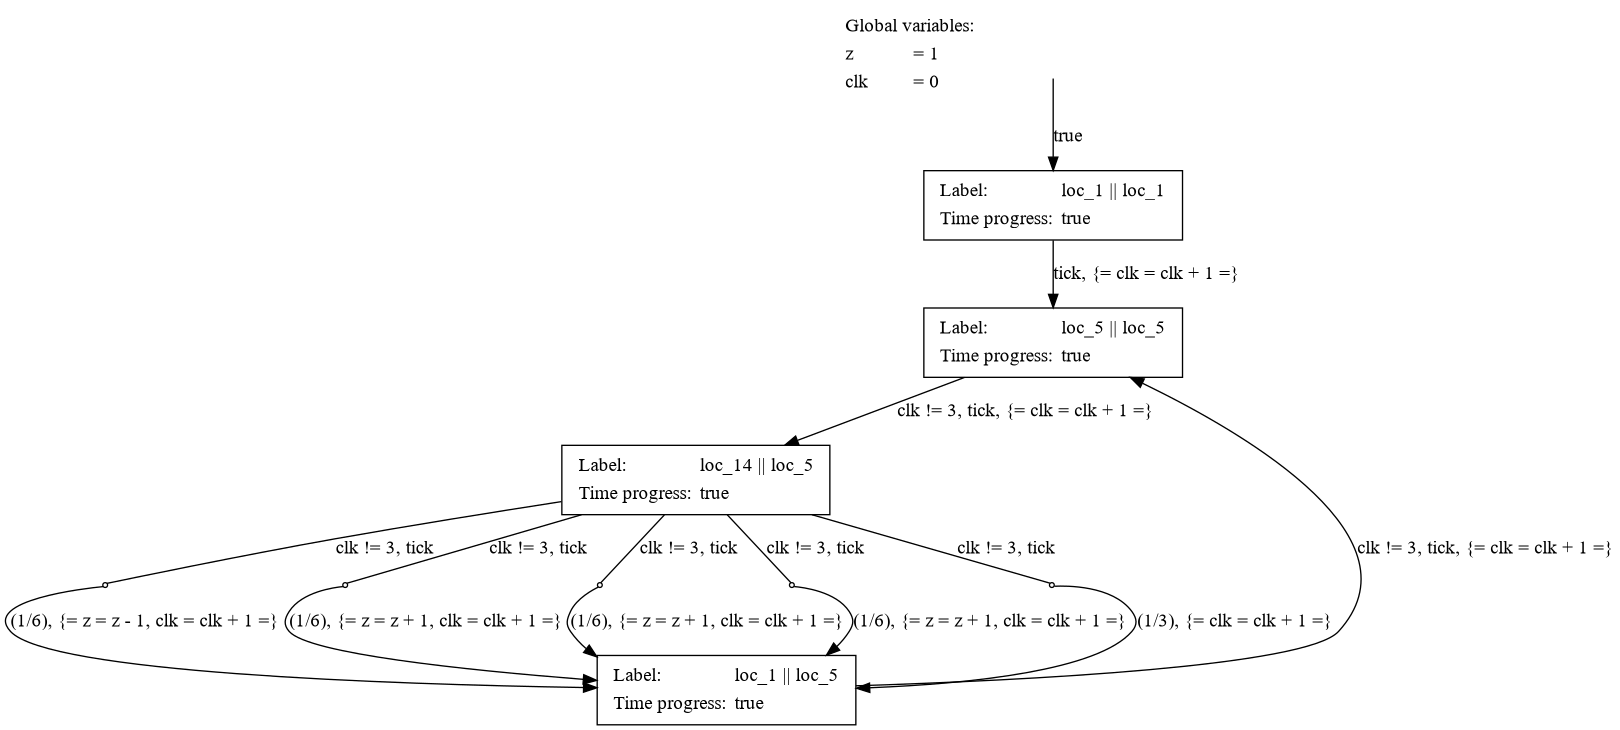 Global variables:
z = 1
clk = 0
true
Label: loc_1 || loc_1
Time progress: true
tick, {= clk = clk + 1 =}
Label: loc_5 || loc_5
Time progress: true
clk != 3, tick, {= clk = clk + 1 =}
Label: loc_14 || loc_5
Time progress: true
clk != 3, tick
clk != 3, tick
clk != 3, tick
clk != 3, tick
clk != 3, tick
clk != 3, tick, {= clk = clk + 1 =}
(1/6), {= z = z - 1, clk = clk + 1 =}
(1/6), {= z = z + 1, clk = clk + 1 =}
(1/6), {= z = z + 1, clk = clk + 1 =}
(1/6), {= z = z + 1, clk = clk + 1 =}
(1/3), {= clk = clk + 1 =}
Label: loc_1 || loc_5
Time progress: true